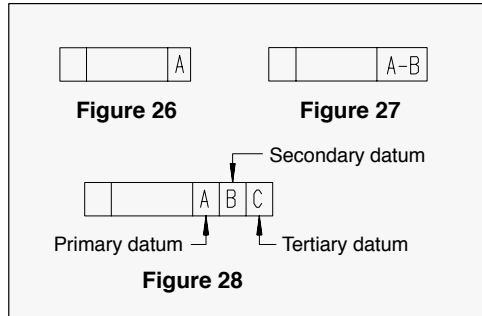 A A-B
Figure 26 Figure 27
Secondary datum
A B C
Primary datum Tertiary datum
Figure 28